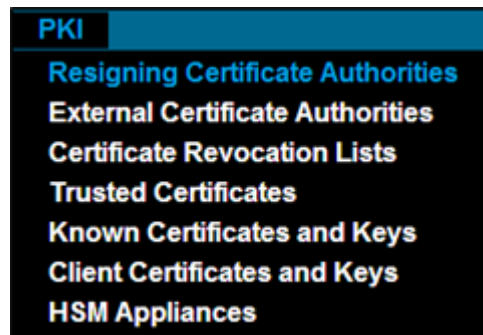 PKI
Resigning Certificate Authorities
External Certificate Authorities
Certificate Revocation Lists
Trusted Certificates
Known Certificates and Keys
Client Certificates and Keys
HSM Appliances